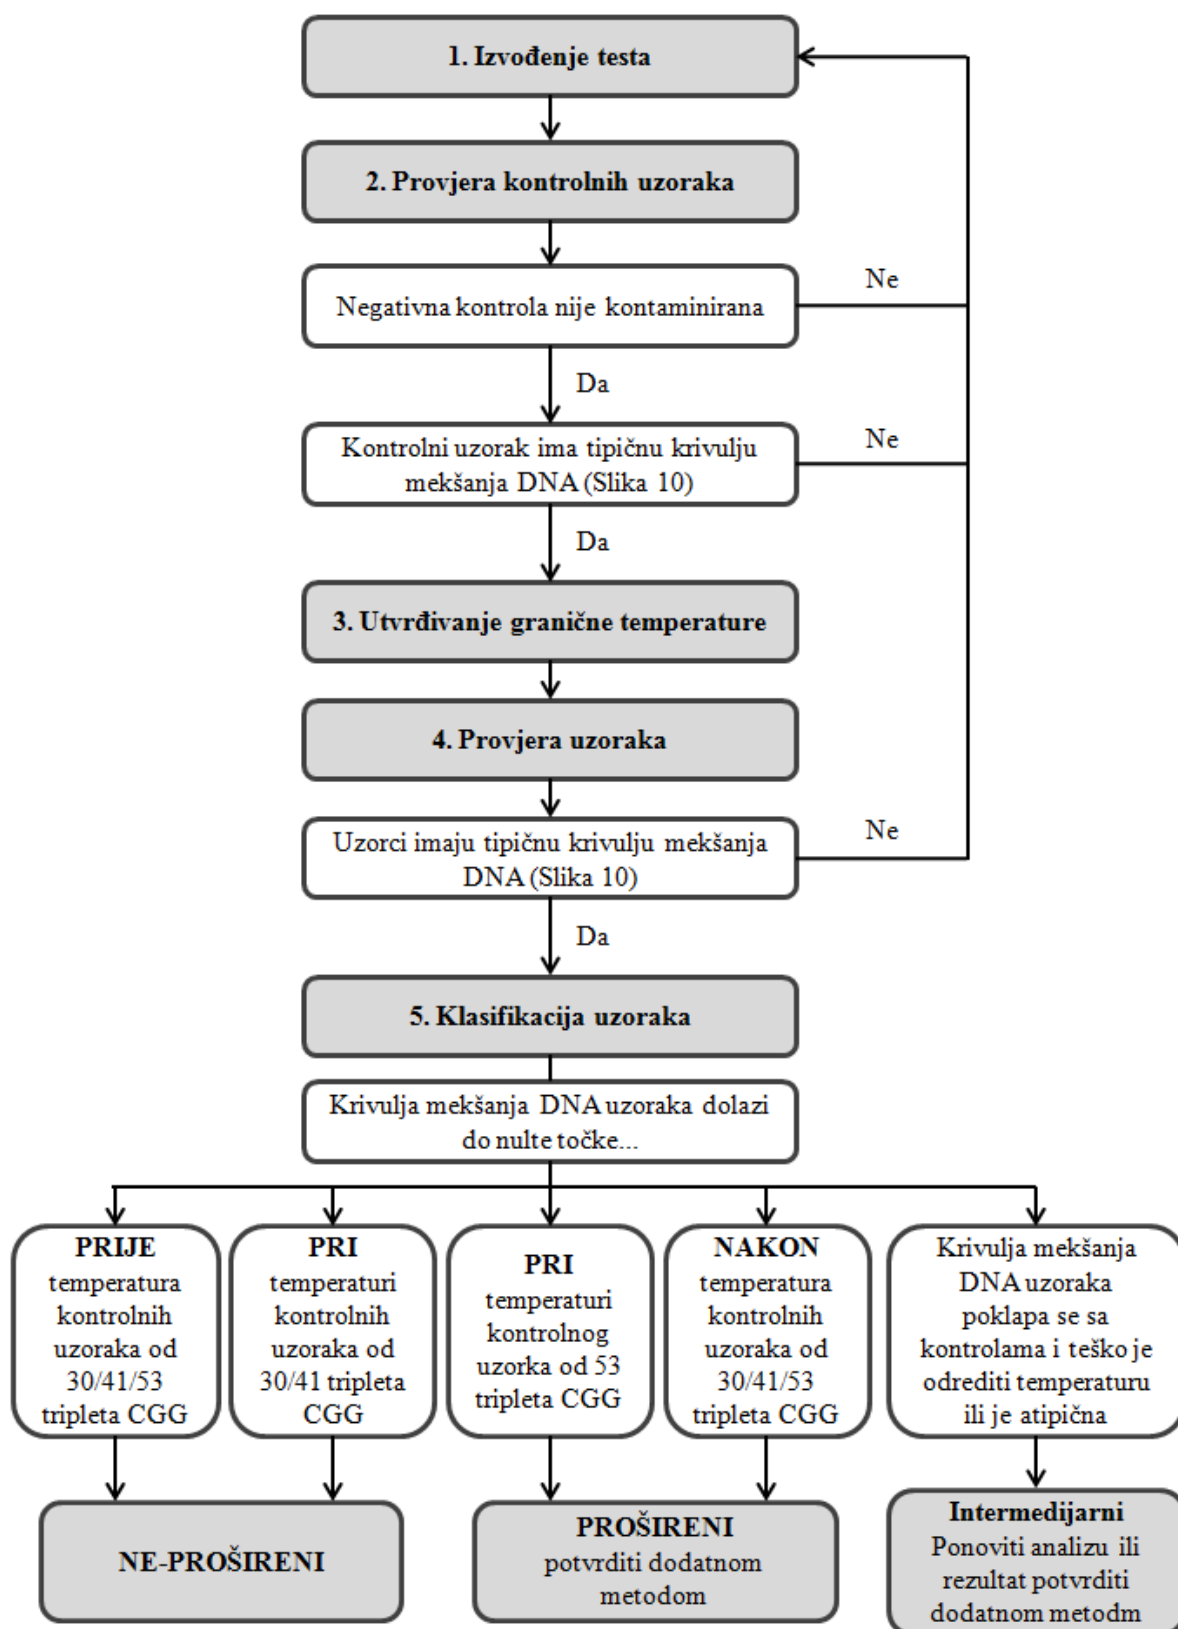 1. Izvođenje testa
2. Provjera kontrolnih uzoraka
Ne
Negativna kontrola nije kontaminirana
Da
Ne
Kontrolni uzorak ima tipičnu krivulju
mekšanja DNA (Slika 10)
Da
3. Utvrđivanje granične temperature
4. Provjera uzoraka
Ne
Uzorci imaju tipičnu krivulju mekšanja
DNA (Slika 10)
Da
5. Klasifikacija uzoraka
Krivulja mekšanja DNA uzoraka dolazi
do nulte točke...
PRIJE
temperatura
kontrolnih
uzoraka od
30/41/53
tripleta CGG
PRI
temperaturi
kontrolnih
uzoraka od
30/41 tripleta
CGG
PRI
temperaturi
kontrolnog
uzorka od 53
tripleta CGG
NAKON
temperatura
kontrolnih
uzoraka od
30/41/53
tripleta CGG
Krivulja mekšanja
DNA uzoraka
poklapa se sa
kontrolama i teško je
odrediti temperaturu
ili je atipična
NE-PROŠIRENI
PROŠIRENI
potvrditi dodatnom
metodom
Intermedijarni
Ponoviti analizu ili
rezultat potvrditi
dodatnom metodm